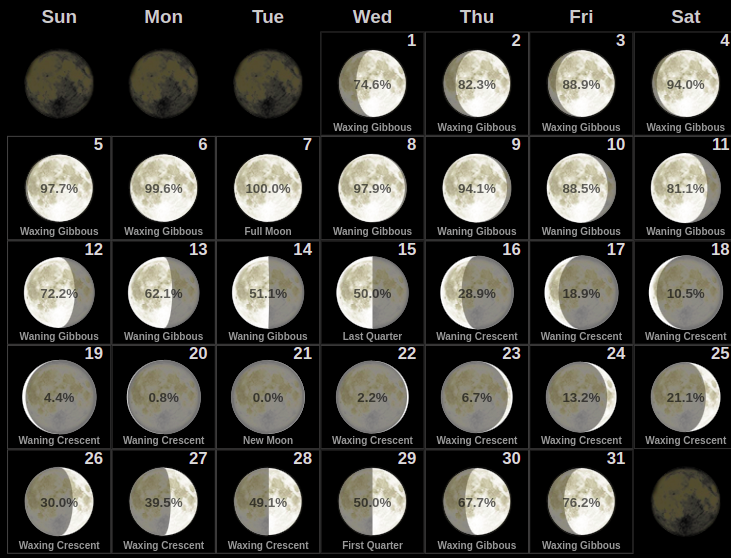 Sun Mon Tue Wed Thu Fri Sat
1 2 3 4
74.6% 82.3% 88.9% 94.0%
Waxing Gibbous Waxing Gibbous Waxing Gibbous Waxing Gibbous
5 6 7 8 9 10 11
97.7% 99.6% 100.0% 97.9% 94.1% 88.5% 81.1%
Waxing Gibbous Waxing Gibbous Full Moon Waning Gibbous Waning Gibbous Waning Gibbous Waning Gibbous
12 13 14 15 16 17 18
72.2% 62.1% 51.1% 50.0% 28.9% 18.9% 10.5%
Waning Gibbous Waning Gibbous Waning Gibbous Last Quarter Waning Crescent Waning Crescent Waning Crescent
19 20 21 22 23 24 25
4.4% 0.8% 0.0% 2.2% 6.7% 13.2% 21.1%
Waning Crescent Waning Crescent New Moon Waxing Crescent Waxing Crescent Waxing Crescent Waxing Crescent
26 27 28 29 30 31
30.0% 39.5% 49.1% 50.0% 67.7% 76.2%
Waxing Crescent Waxing Crescent Waxing Crescent First Quarter Waxing Gibbous Waxing Gibbous